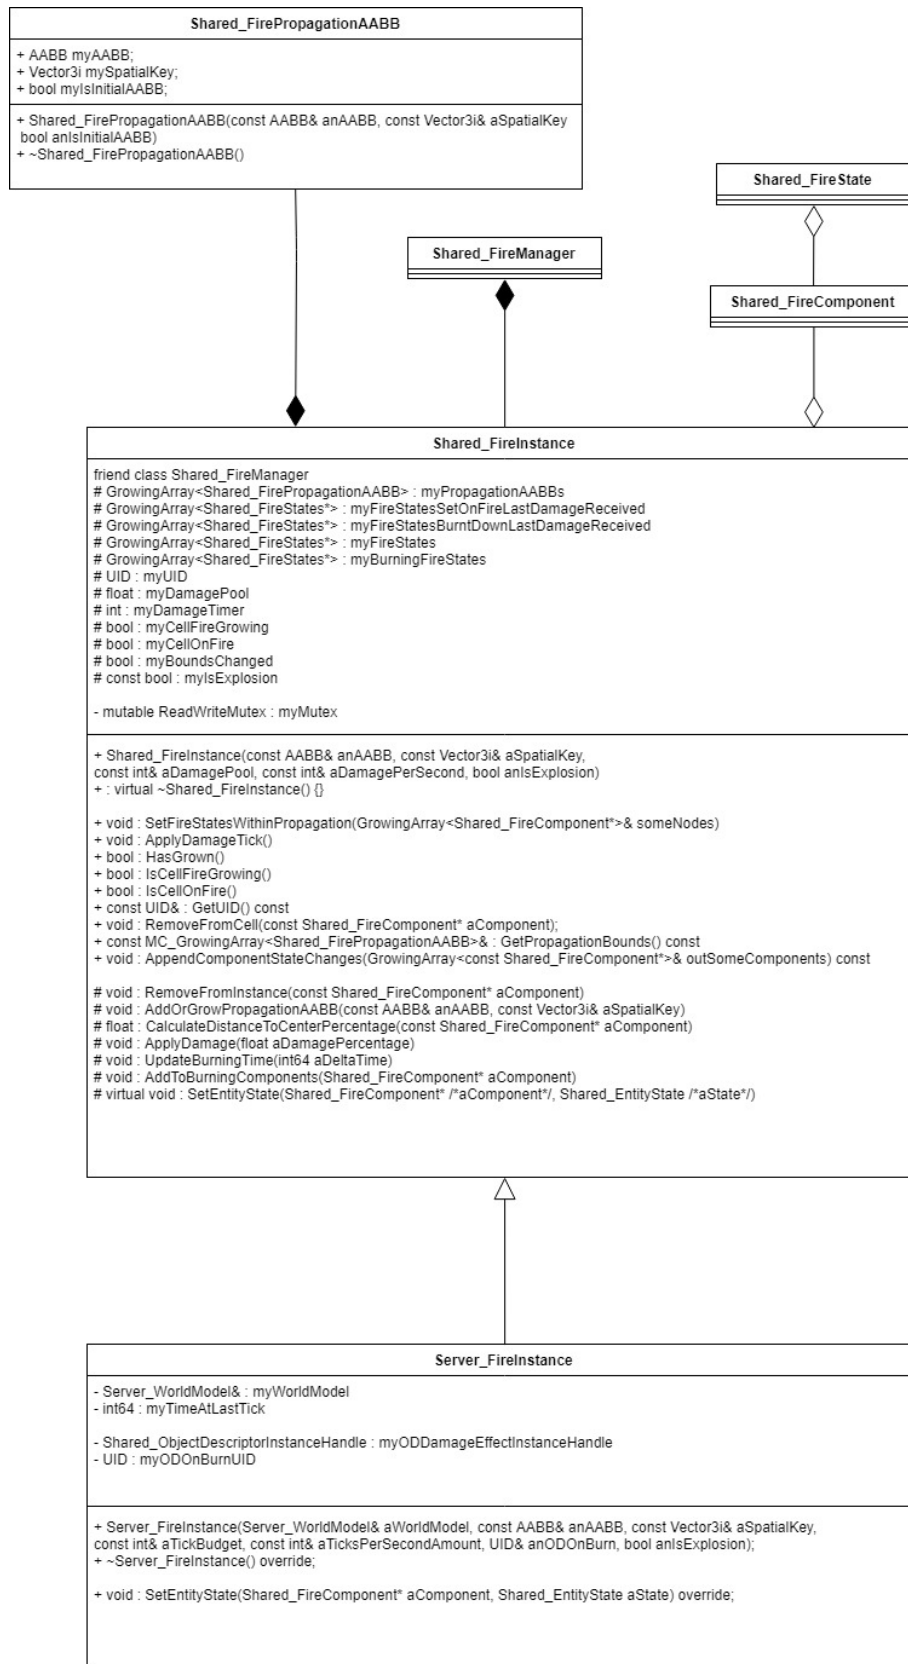 Shared_FirePropagationAABB
+ AABB myAABB;
+ Vector3i mySpatialKey;
+ bool myIsInitialAABB;
+ Shared_FirePropagationAABB(const AABB& anAABB, const Vector3i& aSpatialKey
bool anIsInitialAABB)
+ ~Shared_FirePropagationAABB()
Shared_FireState
Shared_FireManager
Shared_FireComponent
Shared_FireInstance
friend class Shared_FireManager
# GrowingArray<Shared_FirePropagationAABB> : myPropagationAABBs
# GrowingArray<Shared_FireStates*> : myFireStatesSetOnFireLastDamageReceived
# GrowingArray<Shared_FireStates*> : myFireStatesBurntDownLastDamageReceived
# GrowingArray<Shared_FireStates*> : myFireStates
# GrowingArray<Shared_FireStates*> : myBurningFireStates
# UID : myUID
# float : myDamagePool
# int : myDamageTimer
# bool : myCellFireGrowing
# bool : myCellOnFire
# bool : myBoundsChanged
# const bool : myIsExplosion
- mutable ReadWriteMutex : myMutex
+ Shared_FireInstance(const AABB& anAABB, const Vector3i& aSpatialKey,
const int& aDamagePool, const int& aDamagePerSecond, bool anIsExplosion)
+ : virtual ~Shared_FireInstance() {}
+ void : SetFireStatesWithinPropagation(GrowingArray<Shared_FireComponent*>& someNodes)
+ void : ApplyDamageTick()
+ bool : HasGrown()
+ bool : IsCellFireGrowing()
+ bool : IsCellOnFire()
+ const UID& : GetUID() const
+ void : RemoveFromCell(const Shared_FireComponent* aComponent);
+ const MC_GrowingArray<Shared_FirePropagationAABB>& : GetPropagationBounds() const
+ void : AppendComponentStateChanges(GrowingArray<const Shared_FireComponent*>& outSomeComponents) const
# void : RemoveFromInstance(const Shared_FireComponent* aComponent)
# void : AddOrGrowPropagationAABB(const AABB& anAABB, const Vector3i& aSpatialKey)
# float : CalculateDistanceToCenterPercentage(const Shared_FireComponent* aComponent)
# void : ApplyDamage(float aDamagePercentage)
# void : UpdateBurningTime(int64 aDeltaTime)
# void : AddToBurningComponents(Shared_FireComponent* aComponent)
# virtual void : SetEntityState(Shared_FireComponent* /*aComponent*/, Shared_EntityState /*aState*/)
Server_FireInstance
- Server_WorldModel& : myWorldModel
- int64 : myTimeAtLastTick
- Shared_ObjectDescriptorInstanceHandle : myODDamageEffectInstanceHandle
- UID : myODOnBurnUID
+ Server_FireInstance(Server_WorldModel& aWorldModel, const AABB& anAABB, const Vector3i& aSpatialKey,
const int& aTickBudget, const int& aTicksPerSecondAmount, UID& anODOnBurn, bool anIsExplosion);
+ ~Server_FireInstance() override;
+ void : SetEntityState(Shared_FireComponent* aComponent, Shared_EntityState aState) override;